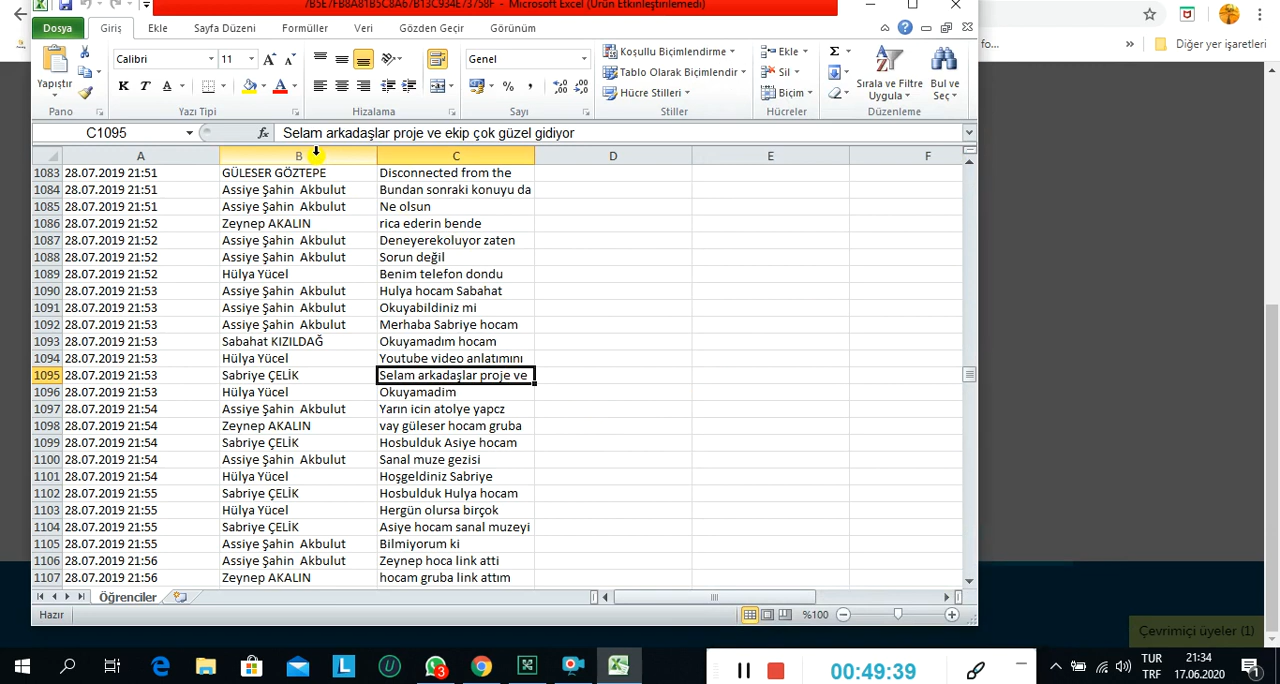 7B5E7FB8A81B5C8A67B13C934E73758F - Microsoft Excel (Ürün Etkinleştirilemedi)
Dosya Giriş Ekle Sayfa Düzeni Formüller Veri Gözden Geçir Görünüm
Diğer yer işaretleri
Yapıştır
Calibri 11
K T A
Genel
Koşullu Biçimlendirme
Tablo Olarak Biçimlendir
Hücre Stilleri
Ekle
Sil
Biçim
Sırala ve Filtre Uygula
Bul ve Seç
Pano Yazı Tipi Hizalama Sayı Stiller Hücreler Düzenleme
C1095 fx Selam arkadaşlar proje ve ekip çok güzel gidiyor
A B C D E F
1083 28.07.2019 21:51 GÜLESER GÖZTEPE Disconnected from the
1084 28.07.2019 21:51 Assiye Şahin Akbulut Bundan sonraki konuyu da
1085 28.07.2019 21:51 Assiye Şahin Akbulut Ne olsun
1086 28.07.2019 21:52 Zeynep AKALIN rica ederin bende
1087 28.07.2019 21:52 Assiye Şahin Akbulut Deneyerekoluyor zaten
1088 28.07.2019 21:52 Assiye Şahin Akbulut Sorun değil
1089 28.07.2019 21:52 Hülya Yücel Benim telefon dondu
1090 28.07.2019 21:53 Assiye Şahin Akbulut Hulya hocam Sabahat
1091 28.07.2019 21:53 Assiye Şahin Akbulut Okuyabildiniz mi
1092 28.07.2019 21:53 Assiye Şahin Akbulut Merhaba Sabriye hocam
1093 28.07.2019 21:53 Sabahat KIZILDAĞ Okuyamadım hocam
1094 28.07.2019 21:53 Hülya Yücel Youtube video anlatımını
1095 28.07.2019 21:53 Sabriye ÇELİK Selam arkadaşlar proje ve
1096 28.07.2019 21:53 Hülya Yücel Okuyamadim
1097 28.07.2019 21:54 Assiye Şahin Akbulut Yarın icin atolye yapcz
1098 28.07.2019 21:54 Zeynep AKALIN vay güleser hocam gruba
1099 28.07.2019 21:54 Sabriye ÇELİK Hosbulduk Asiye hocam
1100 28.07.2019 21:54 Assiye Şahin Akbulut Sanal muze gezisi
1101 28.07.2019 21:54 Hülya Yücel Hoşgeldiniz Sabriye
1102 28.07.2019 21:55 Sabriye ÇELİK Hosbulduk Hulya hocam
1103 28.07.2019 21:55 Hülya Yücel Hergün olursa birçok
1104 28.07.2019 21:55 Sabriye ÇELİK Asiye hocam sanal muzeyi
1105 28.07.2019 21:55 Assiye Şahin Akbulut Bilmiyorum ki
1106 28.07.2019 21:56 Assiye Şahin Akbulut Zeynep hoca link atti
1107 28.07.2019 21:56 Zeynep AKALIN hocam gruba link attım
Öğrenciler
Hazır %100
Çevrimiçi üyeler (1)
00:49:39
TUR 21:34
TRF 17.06.2020